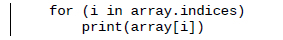 for (i in array.indices)
    print(array[i])